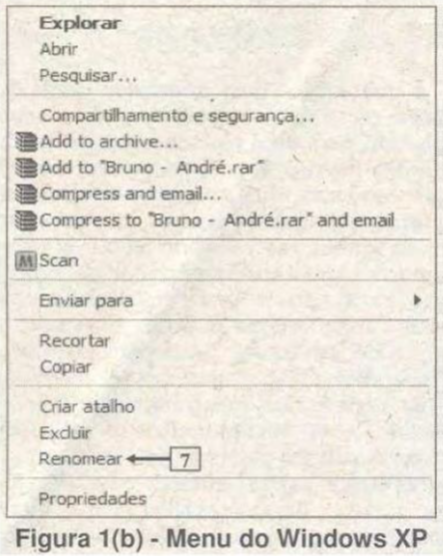 Explorar
Abrir
Pesquisar...
Compartilhamento e segurança...
Add to archive...
Add to "Bruno - André.rar"
Compress and email...
Compress to "Bruno - André.rar" and email
M Scan
Enviar para
Recortar
Copiar
Criar atalho
Excluir
Renomear 7
Propriedades
Figura 1(b) - Menu do Windows XP